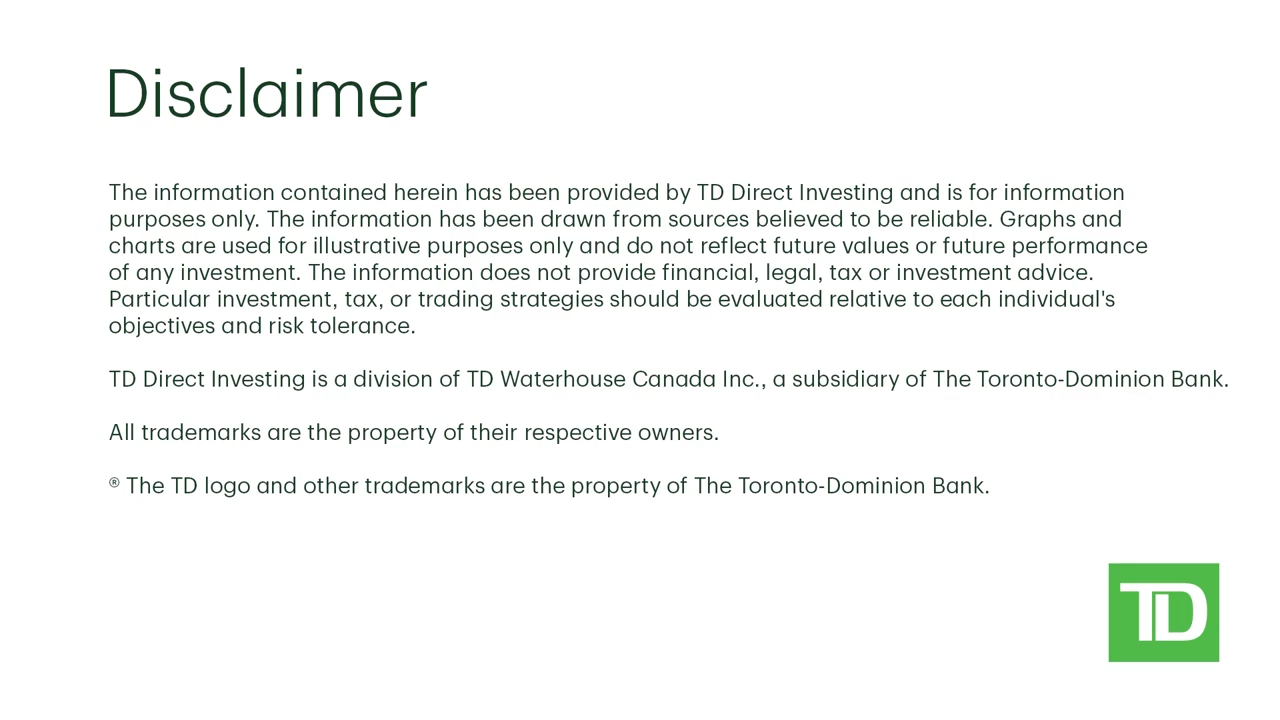 Disclaimer
The information contained herein has been provided by TD Direct Investing and is for information
purposes only. The information has been drawn from sources believed to be reliable. Graphs and
charts are used for illustrative purposes only and do not reflect future values or future performance
of any investment. The information does not provide financial, legal, tax or investment advice.
Particular investment, tax, or trading strategies should be evaluated relative to each individual's
objectives and risk tolerance.
TD Direct Investing is a division of TD Waterhouse Canada Inc., a subsidiary of The Toronto-Dominion Bank.
All trademarks are the property of their respective owners.
® The TD logo and other trademarks are the property of The Toronto-Dominion Bank.
TD